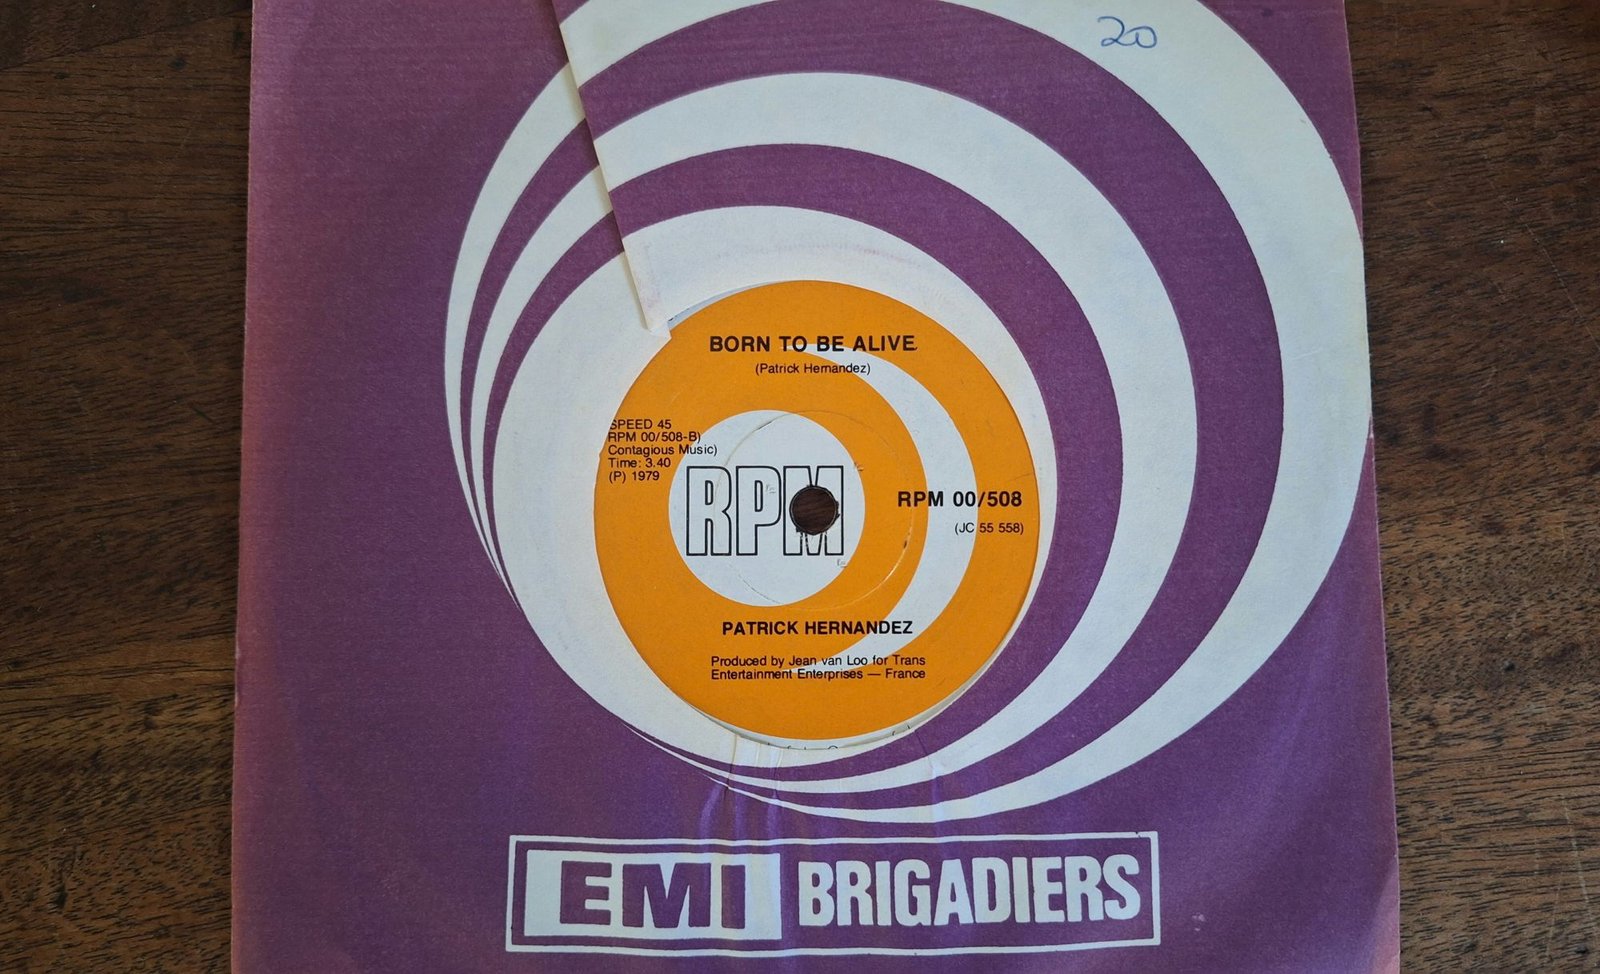 20
BORN TO BE ALIVE
(Patrick Hernandez)
SPEED 45
RPM 00/508-B)
Contagious Music)
Time: 3.40
(P) 1979
RPM
RPM 00/508
(JC 55 558)
PATRICK HERNANDEZ
Produced by Jean van Loo for Trans
Entertainment Enterprises — France
EMI BRIGADIERS